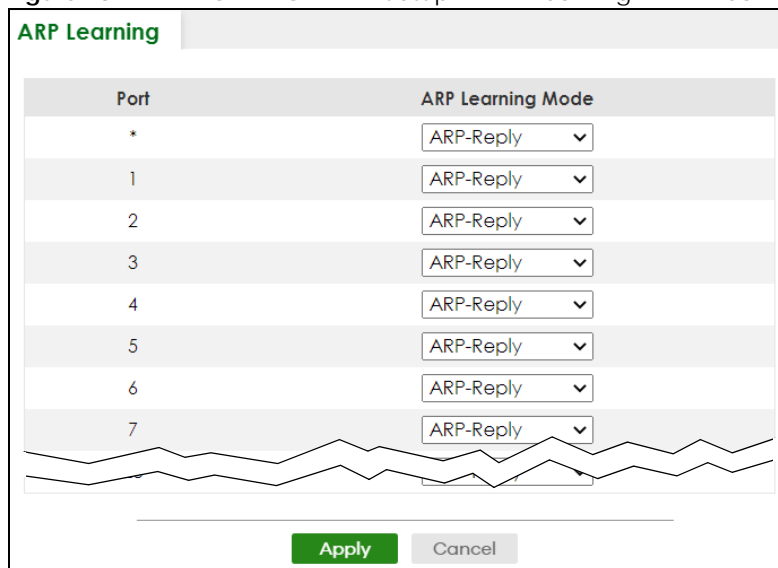 ARP Learning
Port ARP Learning Mode
* ARP-Reply
1 ARP-Reply
2 ARP-Reply
3 ARP-Reply
4 ARP-Reply
5 ARP-Reply
6 ARP-Reply
7 ARP-Reply
Apply Cancel